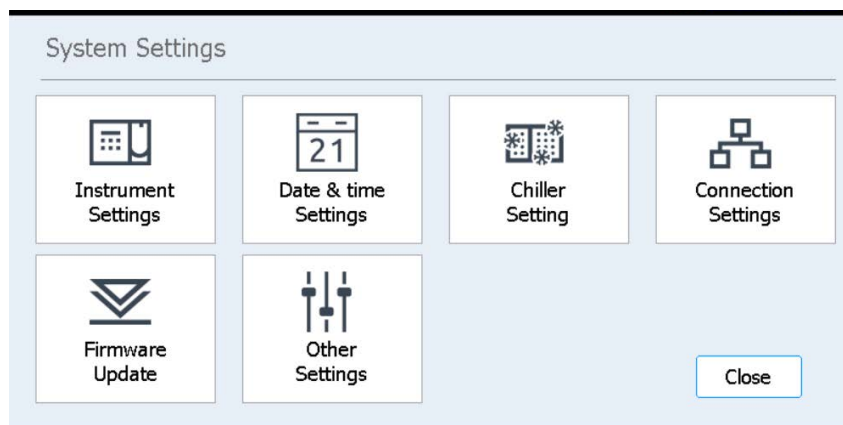 System Settings
Instrument
Settings
Date & time
Settings
21
Chiller
Setting
Connection
Settings
Firmware
Update
Other
Settings
Close